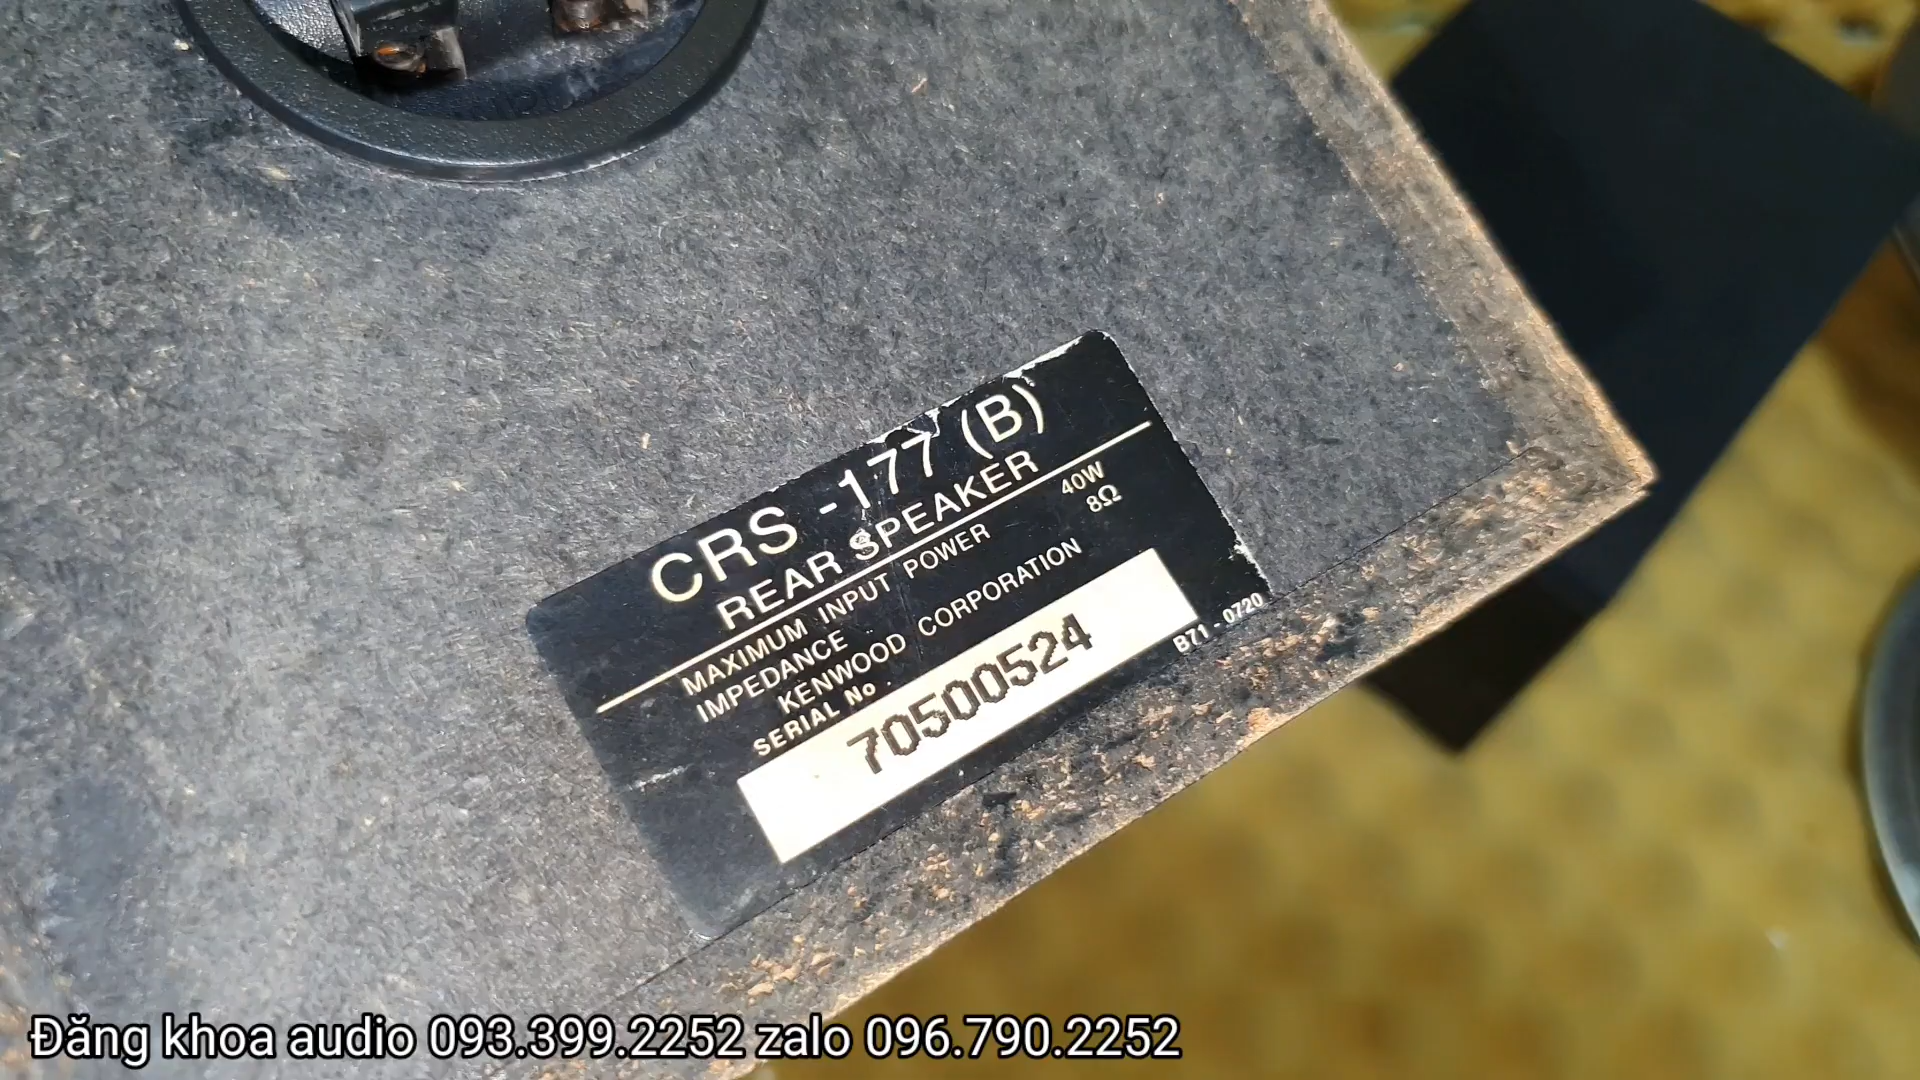 CRS -177 (B)
REAR SPEAKER
MAXIMUM INPUT POWER 40W
IMPEDANCE 8Ω
KENWOOD CORPORATION
SERIAL No .
70500524
B71 - 0720
Đăng khoa audio 093.399.2252 zalo 096.790.2252